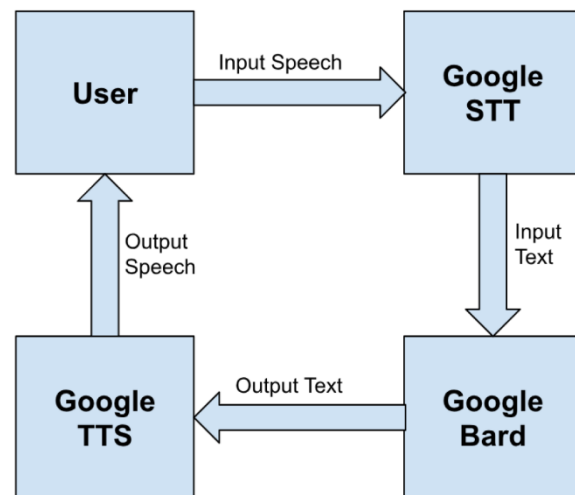 User
Input Speech
Google
STT
Output
Speech
Input
Text
Google
TTS
Output Text
Google
Bard